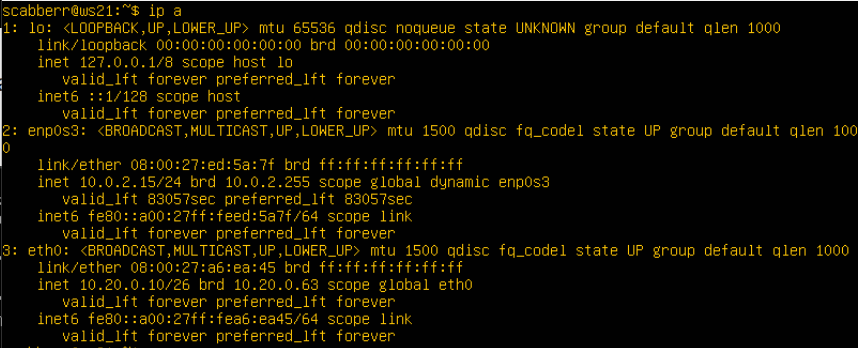 scabberr@ws21:~$ ip a
1: lo: <LOOPBACK,UP,LOWER_UP> mtu 65536 qdisc noqueue state UNKNOWN group default qlen 1000
    link/loopback 00:00:00:00:00:00 brd 00:00:00:00:00:00
    inet 127.0.0.1/8 scope host lo
       valid_lft forever preferred_lft forever
    inet6 ::1/128 scope host
       valid_lft forever preferred_lft forever
2: enp0s3: <BROADCAST,MULTICAST,UP,LOWER_UP> mtu 1500 qdisc fq_codel state UP group default qlen 100
0
    link/ether 08:00:27:ed:5a:7f brd ff:ff:ff:ff:ff:ff
    inet 10.0.2.15/24 brd 10.0.2.255 scope global dynamic enp0s3
       valid_lft 83057sec preferred_lft 83057sec
    inet6 fe80::a00:27ff:feed:5a7f/64 scope link
       valid_lft forever preferred_lft forever
3: eth0: <BROADCAST,MULTICAST,UP,LOWER_UP> mtu 1500 qdisc fq_codel state UP group default qlen 1000
    link/ether 08:00:27:a6:ea:45 brd ff:ff:ff:ff:ff:ff
    inet 10.20.0.10/26 brd 10.20.0.63 scope global eth0
       valid_lft forever preferred_lft forever
    inet6 fe80::a00:27ff:fea6:ea45/64 scope link
       valid_lft forever preferred_lft forever